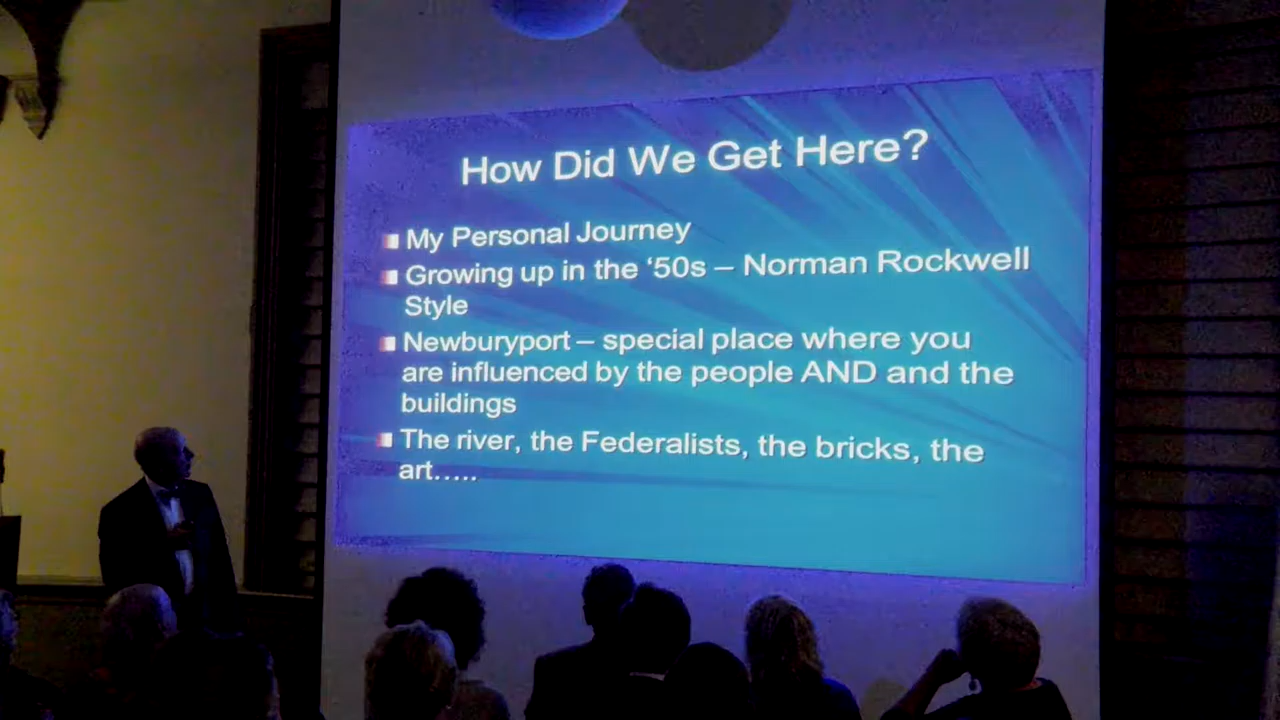 How Did We Get Here?
My Personal Journey
Growing up in the ‘50s – Norman Rockwell
Style
Newburyport – special place where you
are influenced by the people AND and the
buildings
The river, the Federalists, the bricks, the
art…..